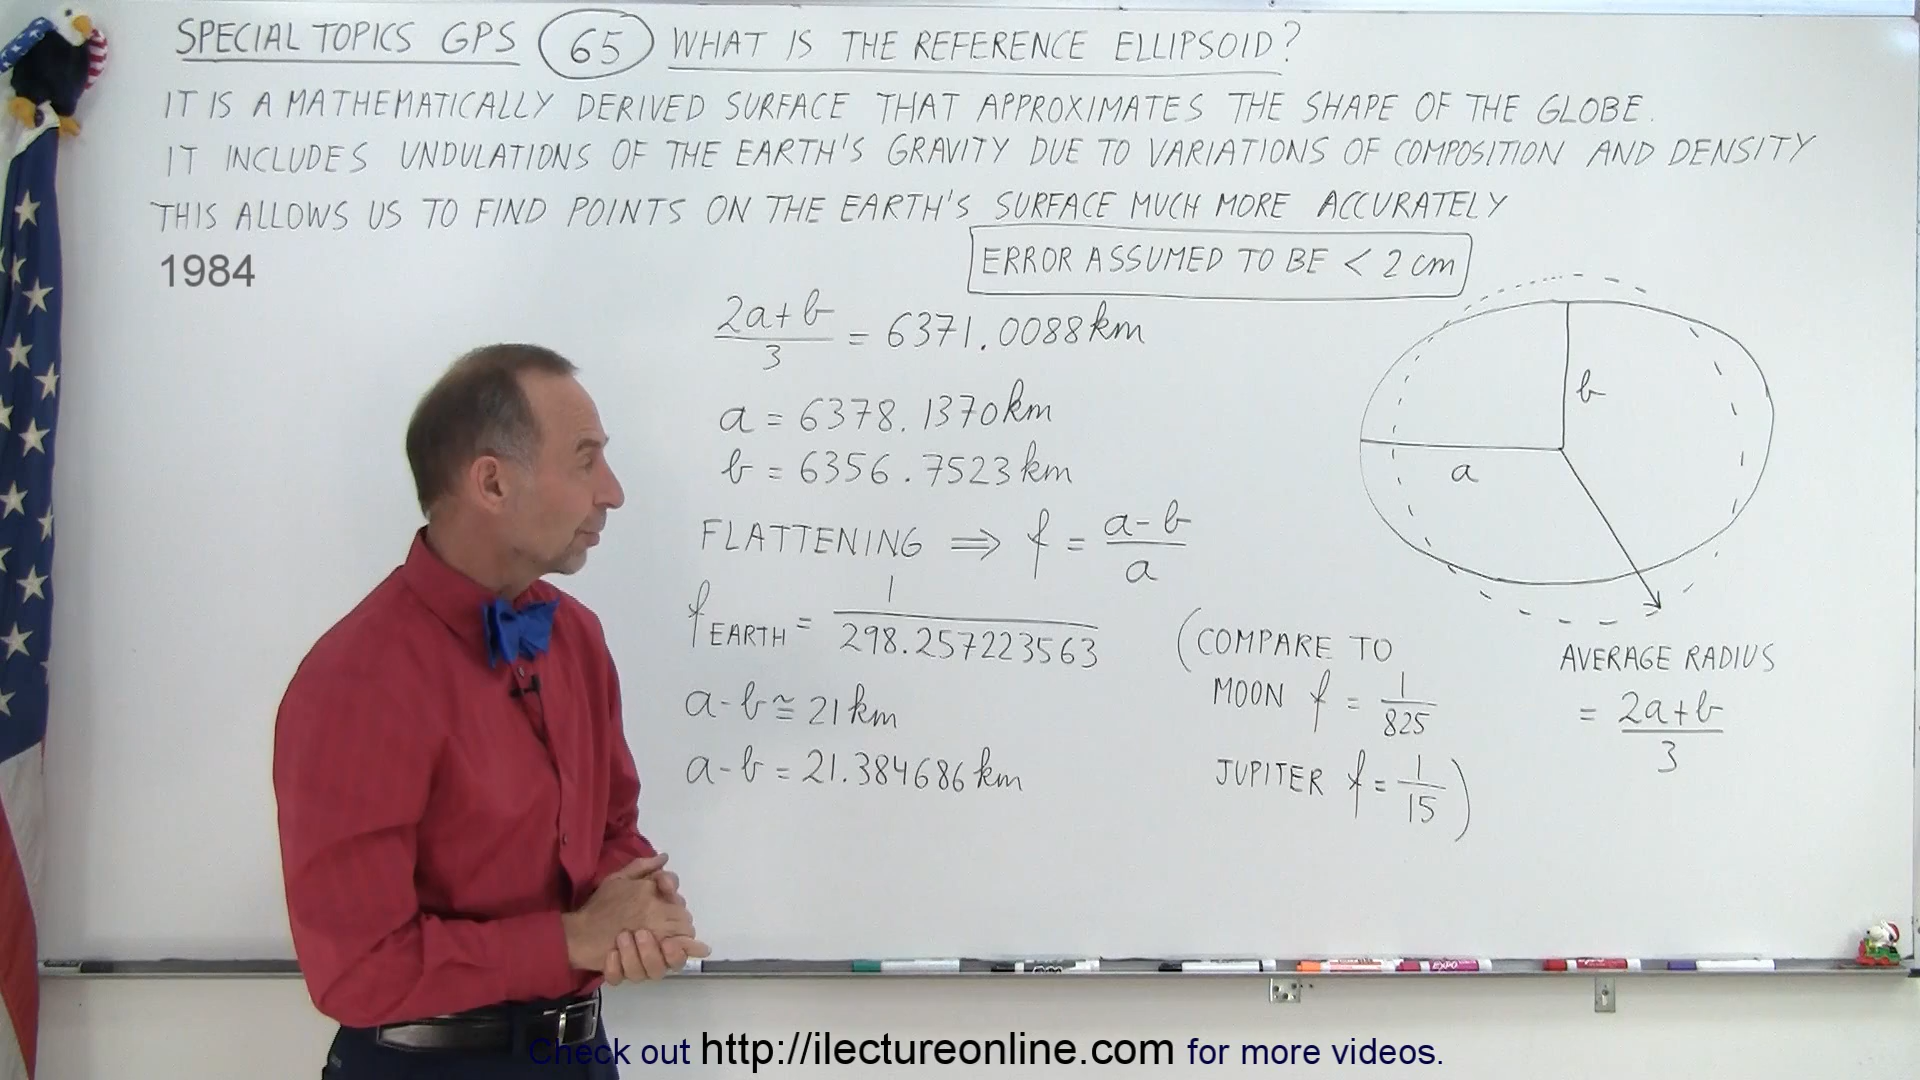 SPECIAL TOPICS GPS 65 WHAT IS THE REFERENCE ELLIPSOID?
IT IS A MATHEMATICALLY DERIVED SURFACE THAT APPROXIMATES THE SHAPE OF THE GLOBE.
IT INCLUDES UNDULATIONS OF THE EARTH'S GRAVITY DUE TO VARIATIONS OF COMPOSITION AND DENSITY
THIS ALLOWS US TO FIND POINTS ON THE EARTH'S SURFACE MUCH MORE ACCURATELY
1984
ERROR ASSUMED TO BE < 2 cm
(2a+b)/3 = 6371.0088 km
a = 6378.1370 km
b = 6356.7523 km
FLATTENING ⇒ f = (a-b)/a
f EARTH = 1/298.257223563
a-b ≅ 21 km
a-b = 21.384686 km
(COMPARE TO
MOON f = 1/825
JUPITER f = 1/15)
b
a
AVERAGE RADIUS
= (2a+b)/3
EXPO
Check out http://ilectureonline.com for more videos.